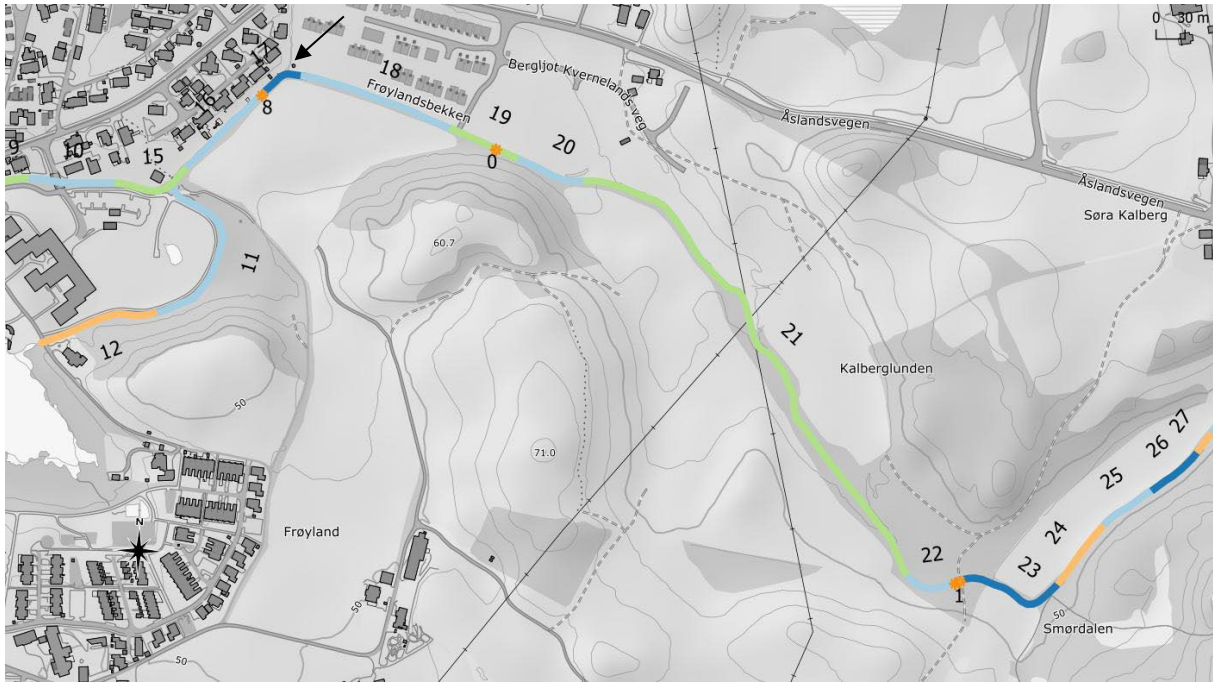 0 30 m
17
18
Bergljot Kvernelands veg
16
8
Frøylandsbekken
19
Åslandsvegen
9
10
15
20
0
Åslandsvegen
Søra Kalberg
60.7
11
21
12
Kalberglunden
50
27
26
71.0
25
N
Frøyland
24
22
23
1
50
50
Smørdalen
50